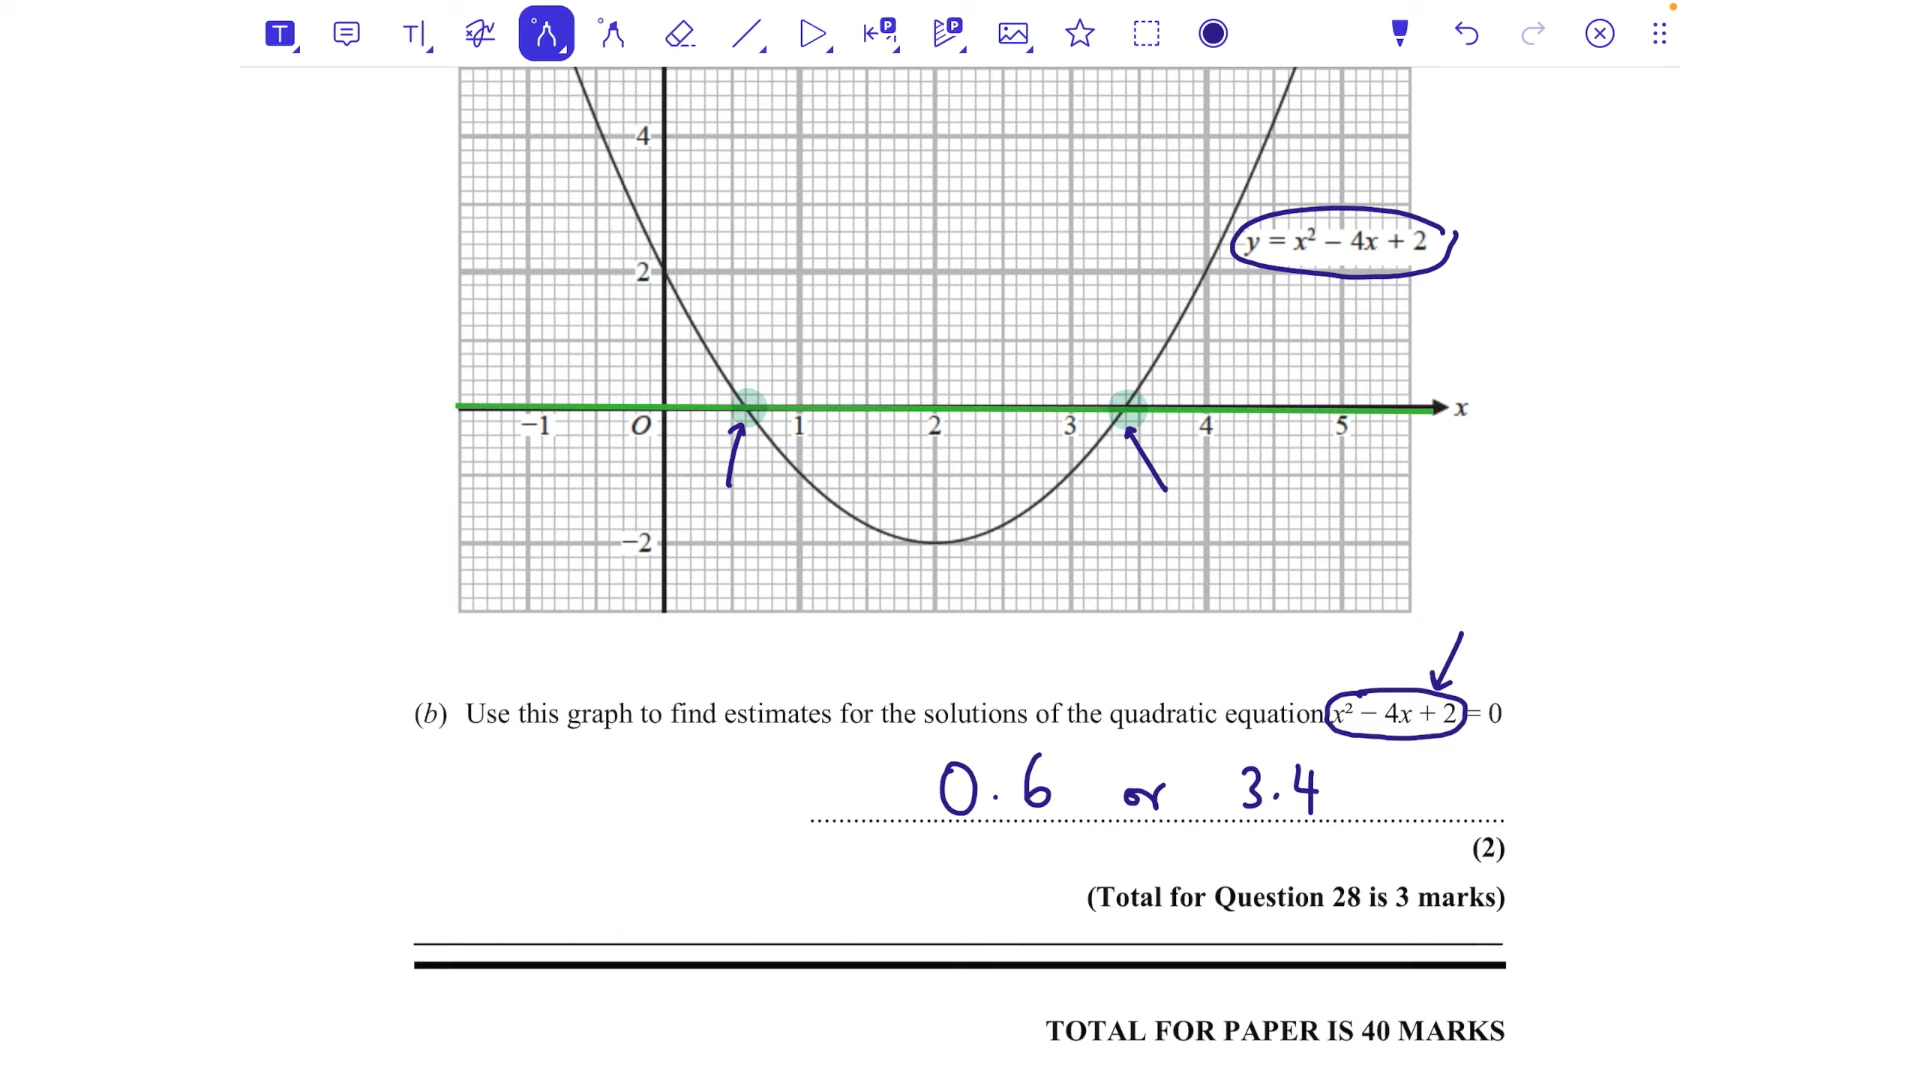 4
y = x² − 4x + 2
2
−1 O 1 2 3 4 5 x
−2
(b) Use this graph to find estimates for the solutions of the quadratic equation x² − 4x + 2 = 0
0.6 or 3.4
(2)
(Total for Question 28 is 3 marks)
TOTAL FOR PAPER IS 40 MARKS